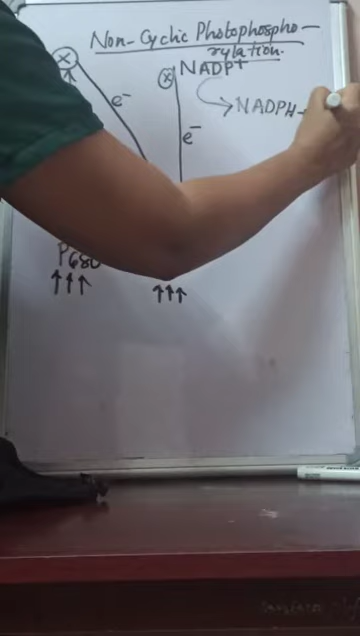 Non-Cyclic Photophospho-
rylation.
X
X NADP+
e-
NADPH-
e-
P680
↑↑↑
↑↑↑